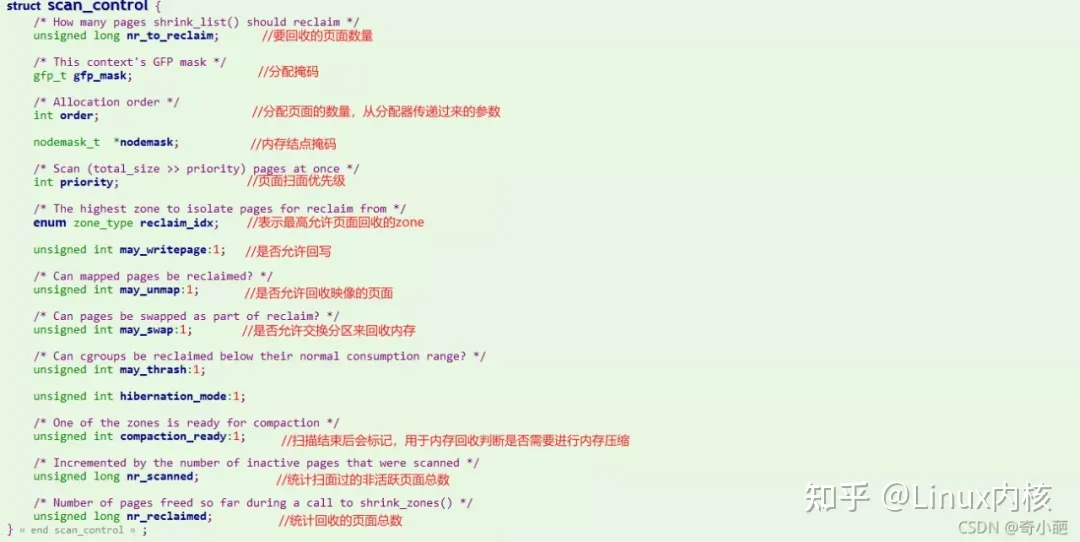 struct scan_control {
/* How many pages shrink_list() should reclaim */
unsigned long nr_to_reclaim; //要回收的页面数量
/* This context's GFP mask */
gfp_t gfp_mask; //分配掩码
/* Allocation order */
int order; //分配页面的数量，从分配器传递过来的参数
nodemask_t *nodemask; //内存结点掩码
/* Scan (total_size >> priority) pages at once */
int priority; //页面扫面优先级
/* The highest zone to isolate pages for reclaim from */
enum zone_type reclaim_idx; //表示最高允许页面回收的zone
unsigned int may_writepage:1; //是否允许回写
/* Can mapped pages be reclaimed? */
unsigned int may_unmap:1; //是否允许回收映像的页面
/* Can pages be swapped as part of reclaim? */
unsigned int may_swap:1; //是否允许交换分区来回收内存
/* Can cgroups be reclaimed below their normal consumption range? */
unsigned int may_thrash:1;
unsigned int hibernation_mode:1;
/* One of the zones is ready for compaction */
unsigned int compaction_ready:1; //扫描结束后会标记，用于内存回收判断是否需要进行内存压缩
/* Incremented by the number of inactive pages that were scanned */
unsigned long nr_scanned; //统计扫面过的非活跃页面总数
/* Number of pages freed so far during a call to shrink_zones() */
unsigned long nr_reclaimed; //统计回收的页面总数
} « end scan_control » ;
知乎 @Linux内核
CSDN @奇小葩